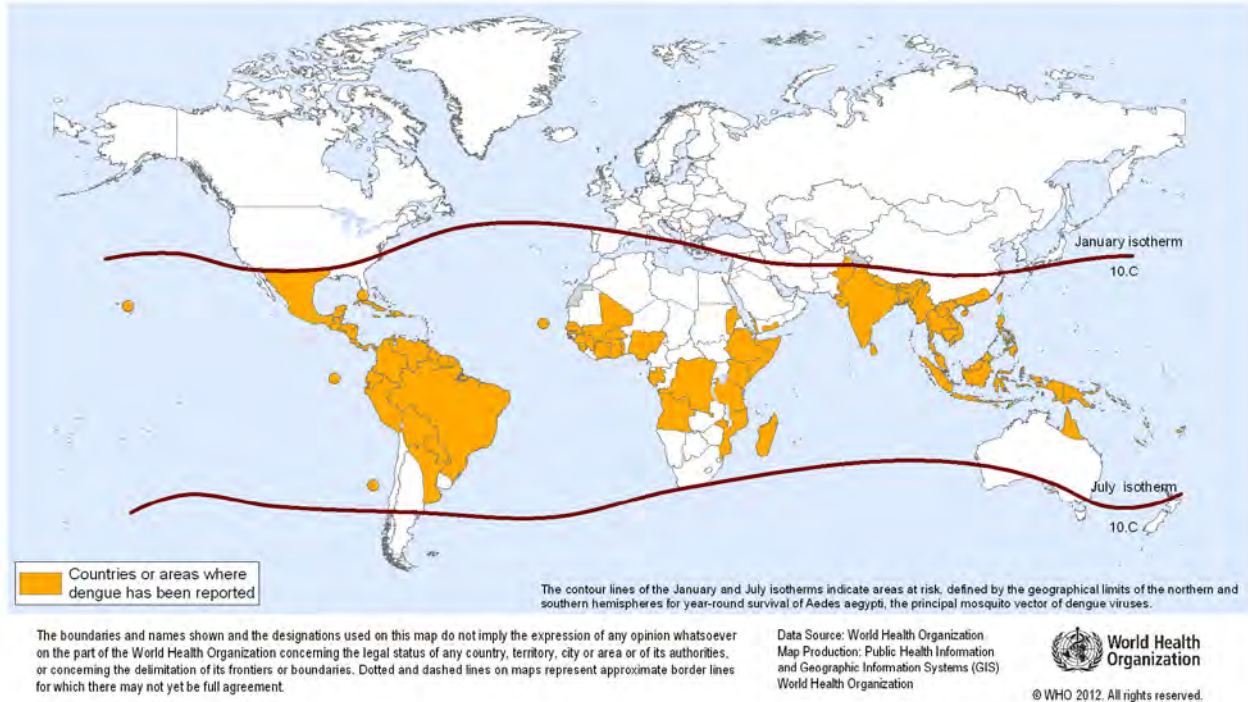 January isotherm
10.C
July isotherm
10.C
Countries or areas where
dengue has been reported
The contour lines of the January and July isotherms indicate areas at risk, defined by the geographical limits of the northern and
southern hemispheres for year-round survival of Aedes aegypti, the principal mosquito vector of dengue viruses.
The boundaries and names shown and the designations used on this map do not imply the expression of any opinion whatsoever
on the part of the World Health Organization concerning the legal status of any country, territory, city or area or of its authorities,
or concerning the delimitation of its frontiers or boundaries. Dotted and dashed lines on maps represent approximate border lines
for which there may not yet be full agreement.
Data Source: World Health Organization
Map Production: Public Health Information
and Geographic Information Systems (GIS)
World Health Organization
World Health
Organization
© WHO 2012. All rights reserved.